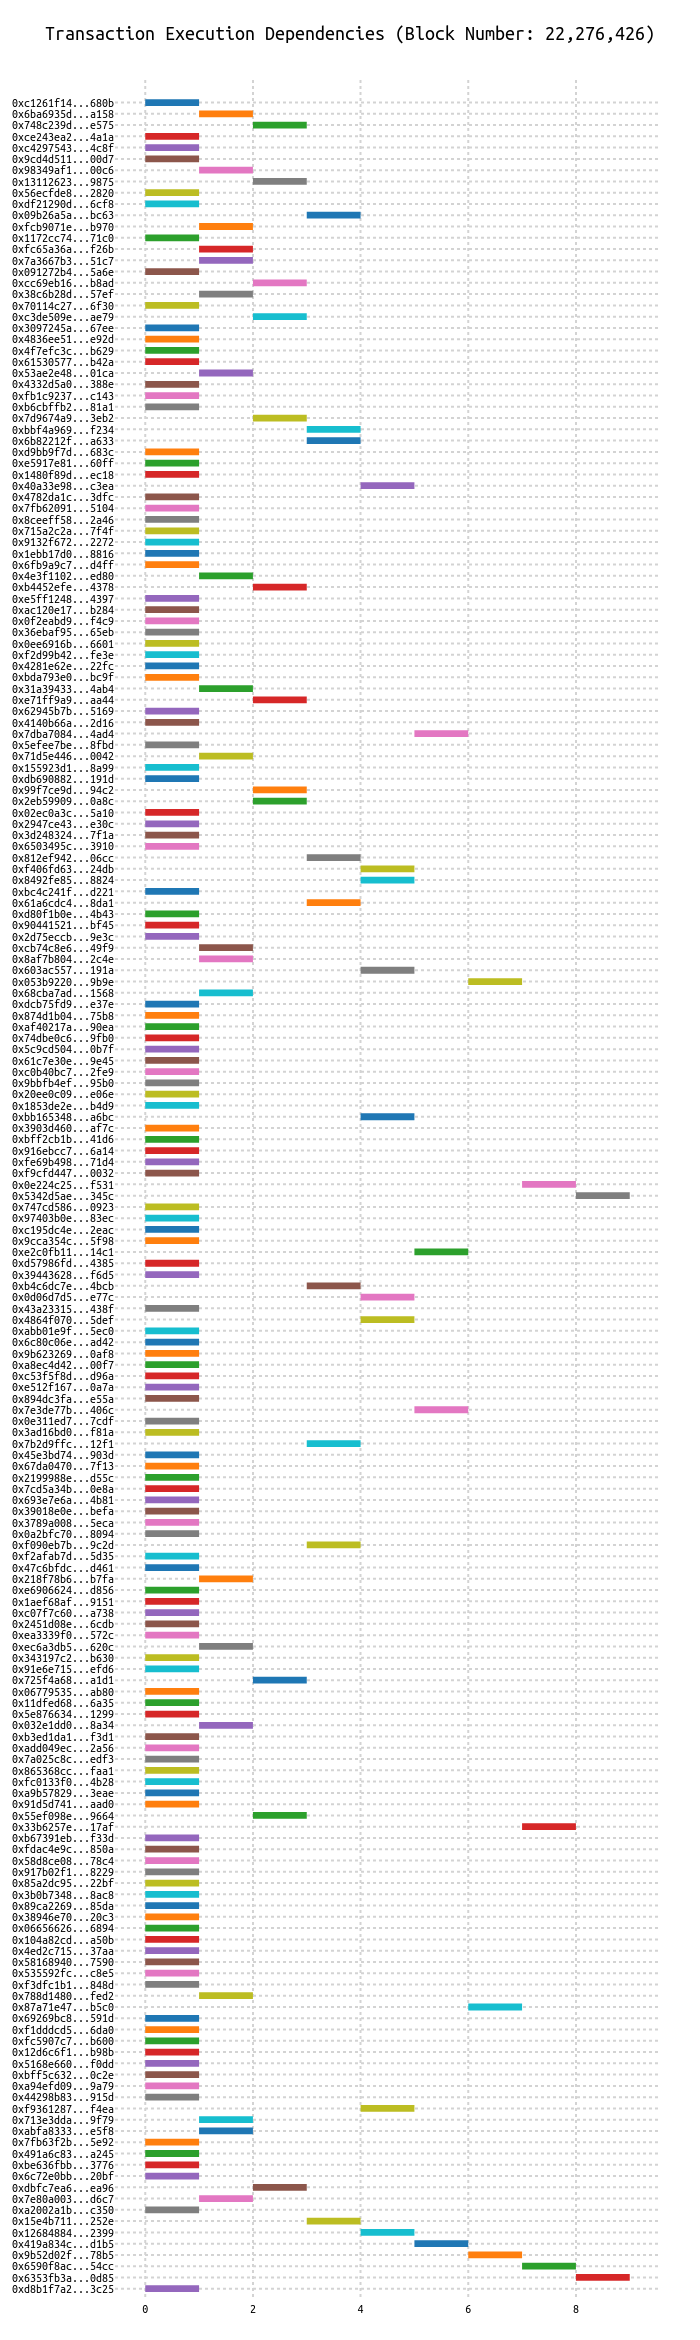 Transaction Execution Dependencies (Block Number: 22,276,426)
0xc1261f14...680b
0x6ba6935d...a158
0x748c239d...e575
0xce243ea2...4a1a
0xc4297543...4c8f
0x9cd4d511...00d7
0x98349af1...00c6
0x13112623...9875
0x56ecfde8...2820
0xdf21290d...6cf8
0x09b26a5a...bc63
0xfcb9071e...b970
0x1172cc74...71c0
0xfc65a36a...f26b
0x7a3667b3...51c7
0x091272b4...5a6e
0xcc69eb16...b8ad
0x38c6b28d...57ef
0x70114c27...6f30
0xc3de509e...ae79
0x3097245a...67ee
0x4836ee51...e92d
0x4f7efc3c...b629
0x61530577...b42a
0x53ae2e48...01ca
0x4332d5a0...388e
0xfb1c9237...c143
0xb6cbffb2...81a1
0x7d9674a9...3eb2
0xbbf4a969...f234
0x6b82212f...a633
0xd9bb9f7d...683c
0xe5917e81...60ff
0x1480f89d...ec18
0x40a33e98...c3ea
0x4782da1c...3dfc
0x7fb62091...5104
0x8ceeff58...2a46
0x715a2c2a...7f4f
0x9132f672...2272
0x1ebb17d0...8816
0x6fb9a9c7...d4ff
0x4e3f1102...ed80
0xb4452efe...4378
0xe5ff1248...4397
0xac120e17...b284
0x0f2eabd9...f4c9
0x36ebaf95...65eb
0x0ee6916b...6601
0xf2d99b42...fe3e
0x4281e62e...22fc
0xbda793e0...bc9f
0x31a39433...4ab4
0xe71ff9a9...aa44
0x62945b7b...5169
0x4140b66a...2d16
0x7dba7084...4ad4
0x5efee7be...8fbd
0x71d5e446...0042
0x155923d1...8a99
0xdb690882...191d
0x99f7ce9d...94c2
0x2eb59909...0a8c
0x02ec0a3c...5a10
0x2947ce43...e30c
0x3d248324...7f1a
0x6503495c...3910
0x812ef942...06cc
0xf406fd63...24db
0x8492fe85...8824
0xbc4c241f...d221
0x61a6cdc4...8da1
0xd80f1b0e...4b43
0x90441521...bf45
0x2d75eccb...9e3c
0xcb74c8e6...49f9
0x8af7b804...2c4e
0x603ac557...191a
0x053b9220...9b9e
0x68cba7ad...1568
0xdcb75fd9...e37e
0x874d1b04...75b8
0xaf40217a...90ea
0x74dbe0c6...9fb0
0x5c9cd504...0b7f
0x61c7e30e...9e45
0xc0b40bc7...2fe9
0x9bbfb4ef...95b0
0x20ee0c09...e06e
0x1853de2e...b4d9
0xbb165348...a6bc
0x3903d460...af7c
0xbff2cb1b...41d6
0x916ebcc7...6a14
0xfe69b498...71d4
0xf9cfd447...0032
0x0e224c25...f531
0x5342d5ae...345c
0x747cd586...0923
0x97403b0e...83ec
0xc195dc4e...2eac
0x9cca354c...5f98
0xe2c0fb11...14c1
0xd57986fd...4385
0x39443628...f6d5
0xb4c6dc7e...4bcb
0x0d06d7d5...e77c
0x43a23315...438f
0x4864f070...5def
0xabb01e9f...5ec0
0x6c80c06e...ad42
0x9b623269...0af8
0xa8ec4d42...00f7
0xc53f5f8d...d96a
0xe512f167...0a7a
0x894dc3fa...e55a
0x7e3de77b...406c
0x0e311ed7...7cdf
0x3ad16bd0...f81a
0x7b2d9ffc...12f1
0x45e3bd74...903d
0x67da0470...7f13
0x2199988e...d55c
0x7cd5a34b...0e8a
0x693e7e6a...4b81
0x39018e0e...befa
0x3789a008...5eca
0x0a2bfc70...8094
0xf090eb7b...9c2d
0xf2afab7d...5d35
0x47c6bfdc...d461
0x218f78b6...b7fa
0xe6906624...d856
0x1aef68af...9151
0xc07f7c60...a738
0x2451d08e...6cdb
0xea3339f0...572c
0xec6a3db5...620c
0x343197c2...b630
0x91e6e715...efd6
0x725f4a68...a1d1
0x06779535...ab80
0x11dfed68...6a35
0x5e876634...1299
0x032e1dd0...8a34
0xb3ed1da1...f3d1
0xadd049ec...2a56
0x7a025c8c...edf3
0x865368cc...faa1
0xfc0133f0...4b28
0xa9b57829...3eae
0x91d5d741...aad0
0x55ef098e...9664
0x33b6257e...17af
0xb67391eb...f33d
0xfdac4e9c...850a
0x58d8ce08...78c4
0x917b02f1...8229
0x85a2dc95...22bf
0x3b0b7348...8ac8
0x89ca2269...85da
0x38946e70...20c3
0x06656626...6894
0x104a82cd...a50b
0x4ed2c715...37aa
0x58168940...7590
0x535592fc...c8e5
0xf3dfc1b1...848d
0x788d1480...fed2
0x87a71e47...b5c0
0x69269bc8...591d
0xf1dddcd5...6da0
0xfc5907c7...b600
0x12d6c6f1...b98b
0x5168e660...f0dd
0xbff5c632...0c2e
0xa94efd09...9a79
0x44298b83...915d
0xf9361287...f4ea
0x713e3dda...9f79
0xabfa8333...e5f8
0x7fb63f2b...5e92
0x491a6c83...a245
0xbe636fbb...3776
0x6c72e0bb...20bf
0xdbfc7ea6...ea96
0x7e80a003...d6c7
0xa2002a1b...c350
0x15e4b711...252e
0x12684884...2399
0x419a834c...d1b5
0x9b52d02f...78b5
0x6590f8ac...54cc
0x6353fb3a...0d85
0xd8b1f7a2...3c25
0 2 4 6 8